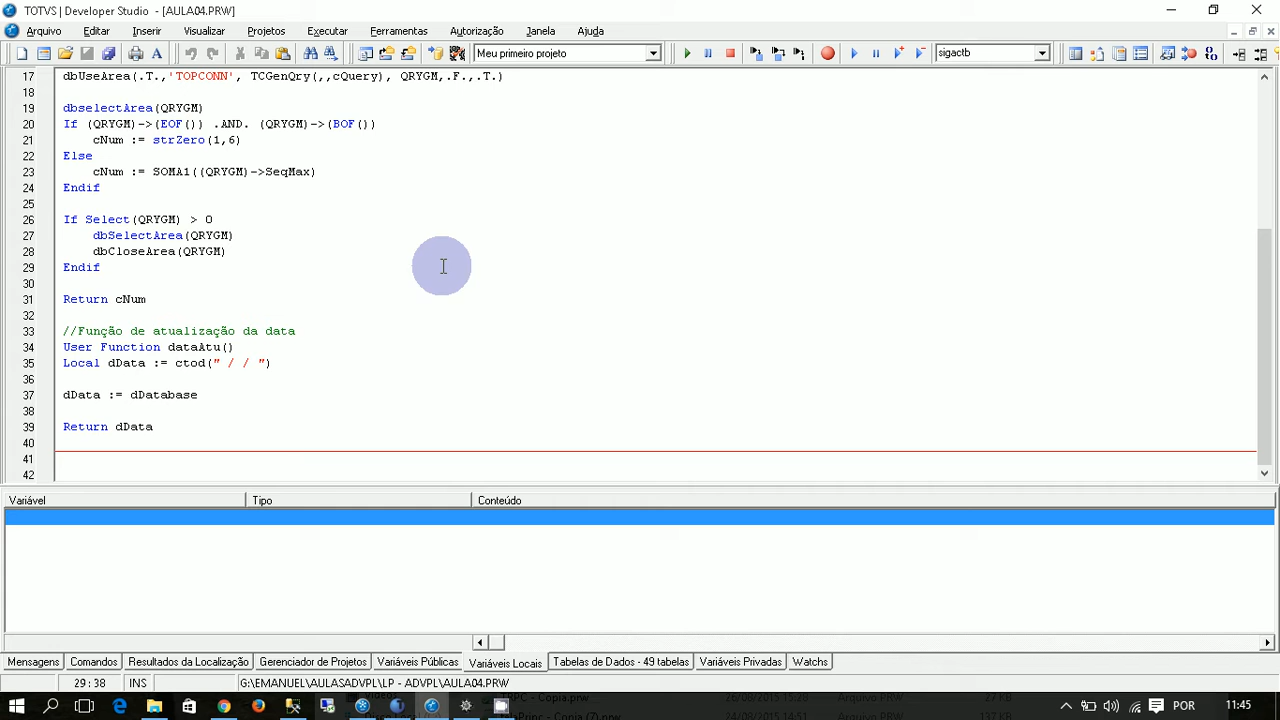 TOTVS | Developer Studio - [AULA04.PRW]
Arquivo Editar Inserir Visualizar Projetos Executar Ferramentas Autorização Janela Ajuda
Meu primeiro projeto sigactb
17 dbUseArea(.T.,'TOPCONN', TCGenQry(,,cQuery), QRYGM,.F.,.T.)
18
19 dbselectArea(QRYGM)
20 If (QRYGM)->(EOF()) .AND. (QRYGM)->(BOF())
21 cNum := strZero(1,6)
22 Else
23 cNum := SOMA1((QRYGM)->SeqMax)
24 Endif
25
26 If Select(QRYGM) > 0
27 dbSelectArea(QRYGM)
28 dbCloseArea(QRYGM)
29 Endif
30
31 Return cNum
32
33 //Função de atualização da data
34 User Function dataAtu()
35 Local dData := ctod(" / / ")
36
37 dData := dDatabase
38
39 Return dData
40
41
42
Variável Tipo Conteúdo
Mensagens Comandos Resultados da Localização Gerenciador de Projetos Variáveis Públicas Variáveis Locais Tabelas de Dados - 49 tabelas Variáveis Privadas Watchs
29 : 38 INS G:\EMANUEL\AULASADVPL\LP - ADVPL\AULA04.PRW
POR 11:45